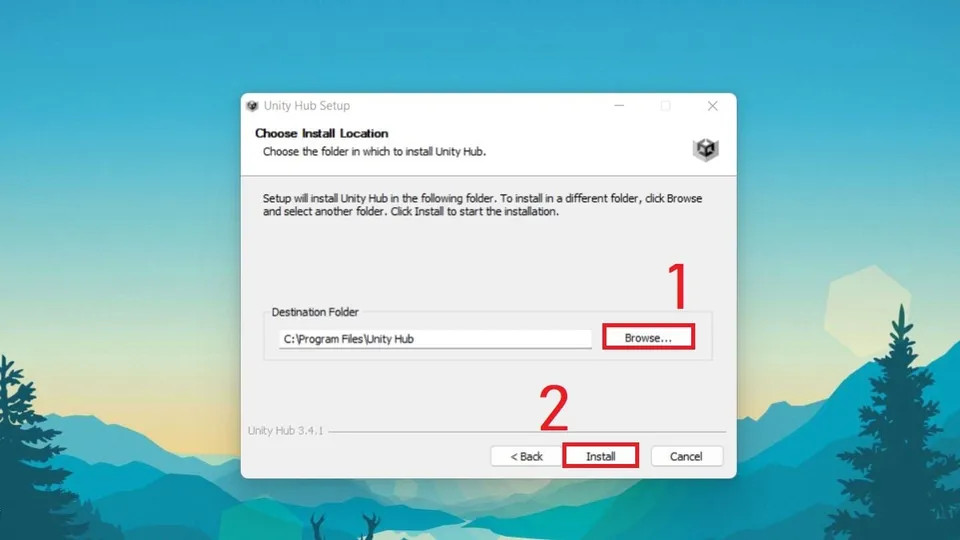 Unity Hub Setup
Choose Install Location
Choose the folder in which to install Unity Hub.
Setup will install Unity Hub in the following folder. To install in a different folder, click Browse
and select another folder. Click Install to start the installation.
1
Destination Folder
C:\Program Files\Unity Hub
Browse...
2
Unity Hub 3.4.1
< Back
Install
Cancel